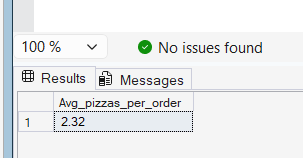 100 %
No issues found
Results Messages
Avg_pizzas_per_order
1 2.32